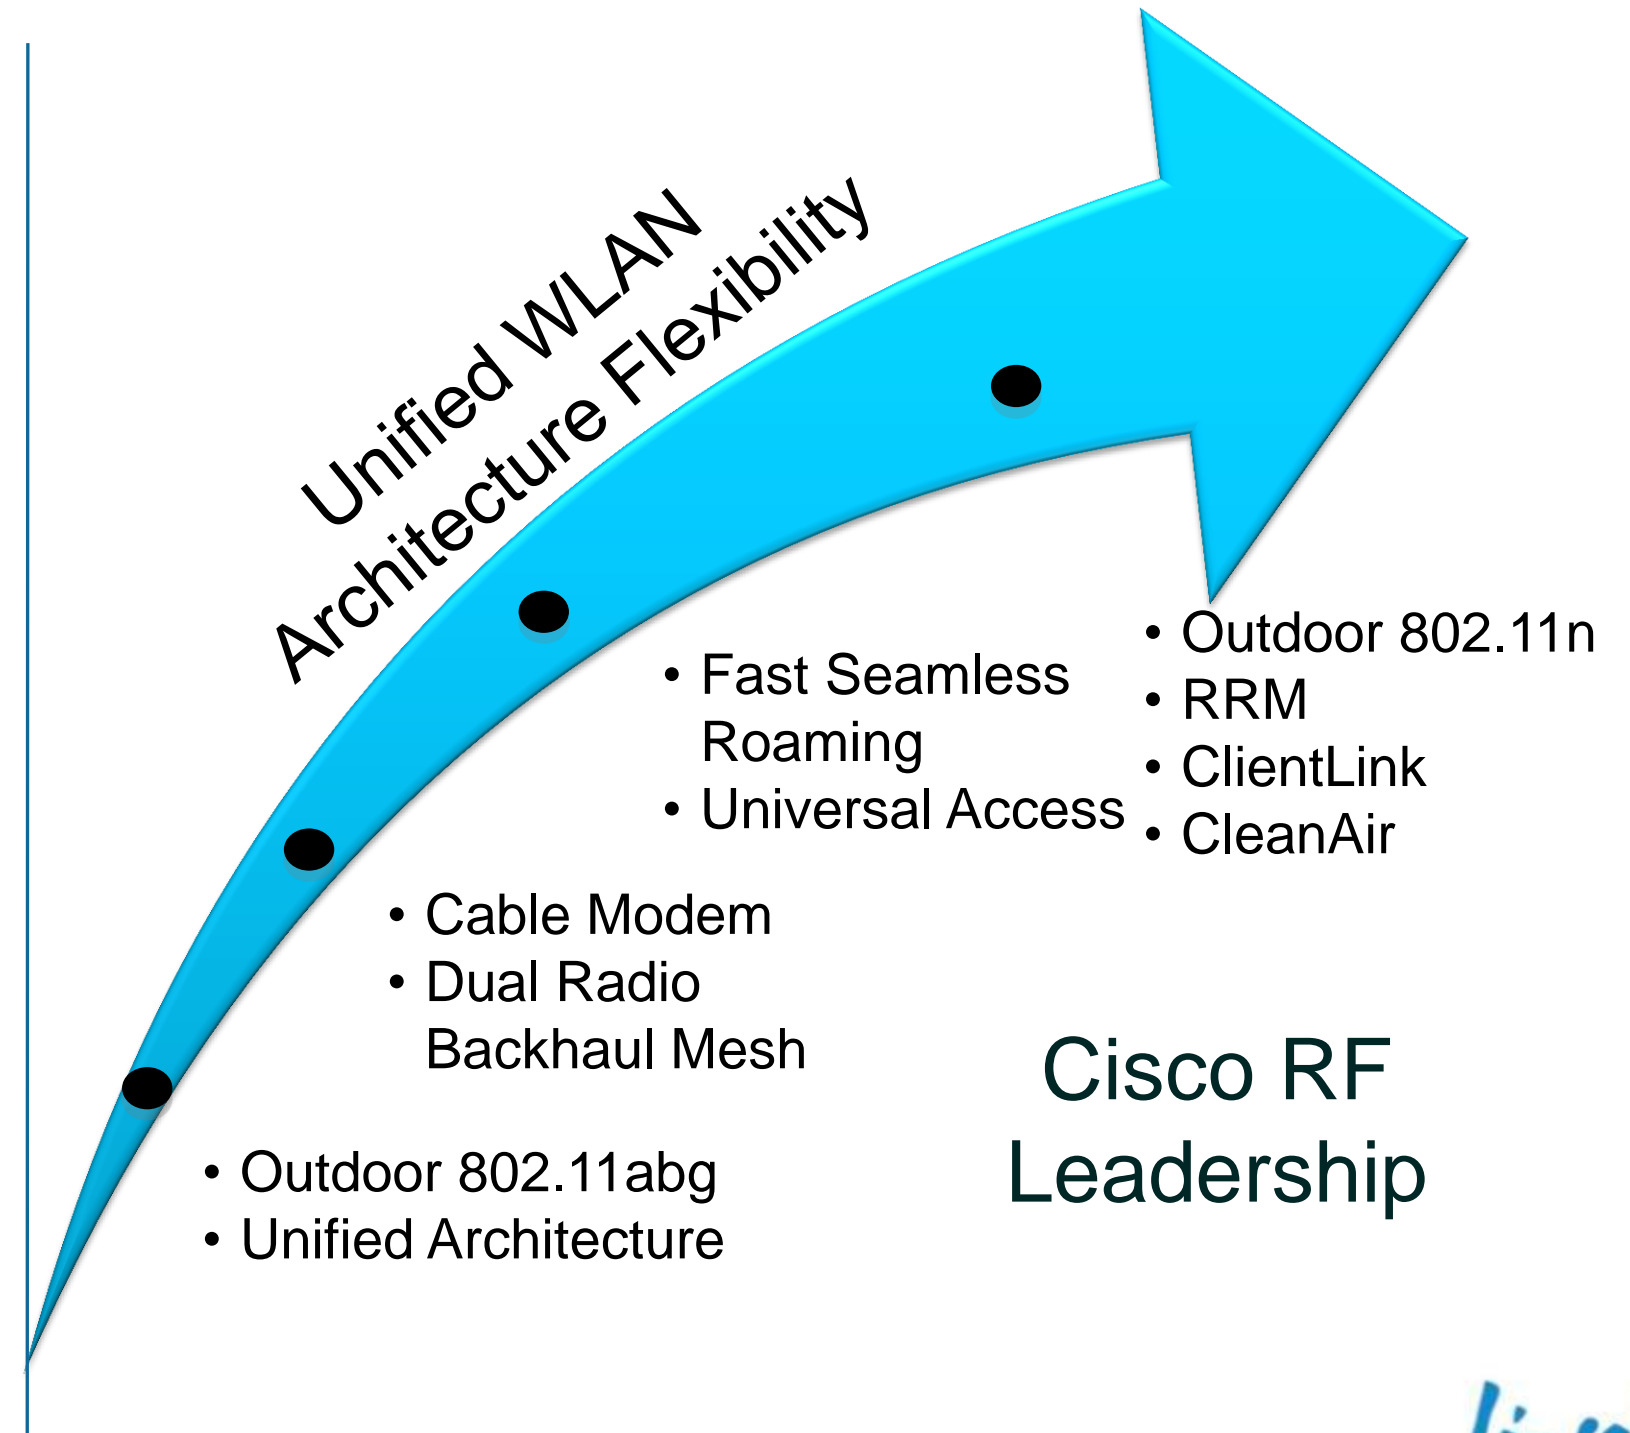 Unified WLAN
Architecture Flexibility
• Outdoor 802.11n
• RRM
• ClientLink
• CleanAir
• Fast Seamless
Roaming
• Universal Access
• Cable Modem
• Dual Radio
Backhaul Mesh
• Outdoor 802.11abg
• Unified Architecture
Cisco RF
Leadership